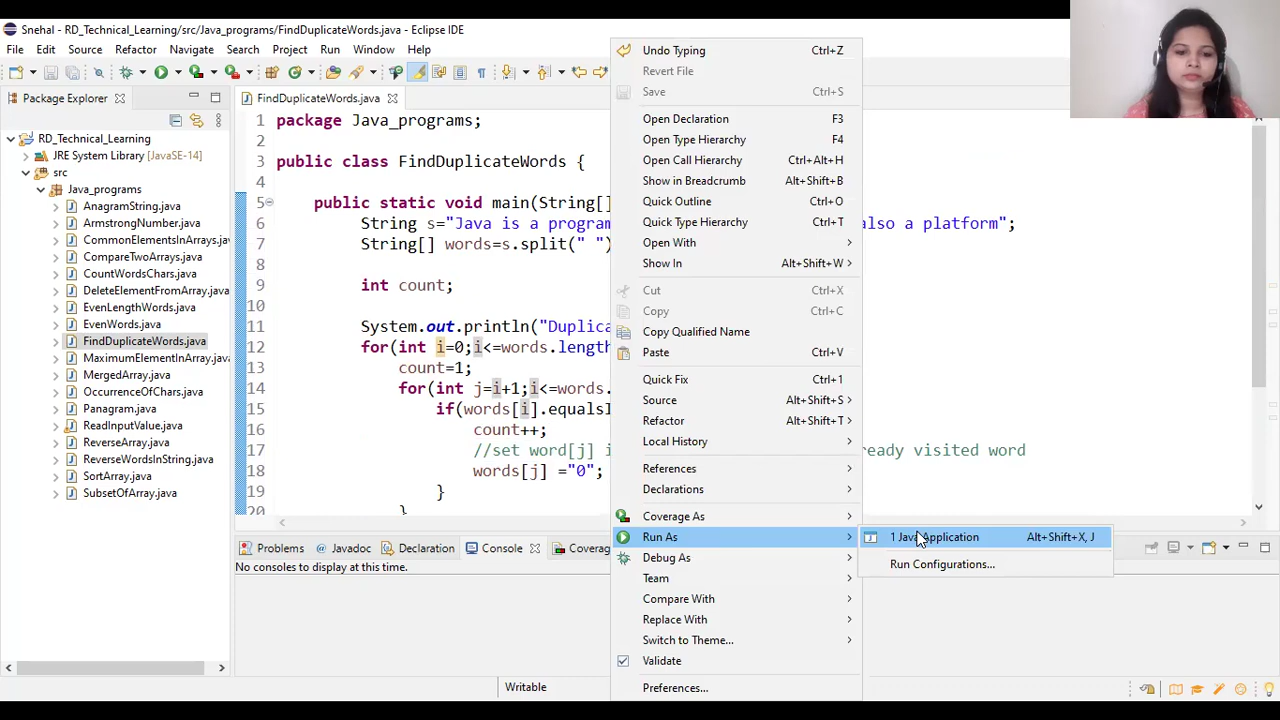 Snehal - RD_Technical_Learning/src/Java_programs/FindDuplicateWords.java - Eclipse IDE
File Edit Source Refactor Navigate Search Project Run Window Help
Package Explorer
RD_Technical_Learning
JRE System Library [JavaSE-14]
src
Java_programs
AnagramString.java
ArmstrongNumber.java
CommonElementsInArrays.java
CompareTwoArrays.java
CountWordsChars.java
DeleteElementFromArray.java
EvenLengthWords.java
EvenWords.java
FindDuplicateWords.java
MaximumElementInArray.java
MergedArray.java
OccurrenceOfChars.java
Panagram.java
ReadInputValue.java
ReverseArray.java
ReverseWordsInString.java
SortArray.java
SubsetOfArray.java
FindDuplicateWords.java
1 package Java_programs;
2
3 public class FindDuplicateWords {
4
5 public static void main(String[]
6 String s="Java is a program also a platform";
7 String[] words=s.split(" ")
8
9 int count;
10
11 System.out.println("Duplica
12 for(int i=0;i<=words.length
13 count=1;
14 for(int j=i+1;i<=words.
15 if(words[i].equalsI
16 count++;
17 //set word[j] ready visited word
18 words[j] ="0";
19 }
20 }
Undo Typing Ctrl+Z
Revert File
Save Ctrl+S
Open Declaration F3
Open Type Hierarchy F4
Open Call Hierarchy Ctrl+Alt+H
Show in Breadcrumb Alt+Shift+B
Quick Outline Ctrl+O
Quick Type Hierarchy Ctrl+T
Open With
Show In Alt+Shift+W
Cut Ctrl+X
Copy Ctrl+C
Copy Qualified Name
Paste Ctrl+V
Quick Fix Ctrl+1
Source Alt+Shift+S
Refactor Alt+Shift+T
Local History
References
Declarations
Coverage As
Run As
Debug As
Team
Compare With
Replace With
Switch to Theme...
Validate
Preferences...
1 Java Application Alt+Shift+X, J
Run Configurations...
Problems Javadoc Declaration Console Coverag
No consoles to display at this time.
Writable